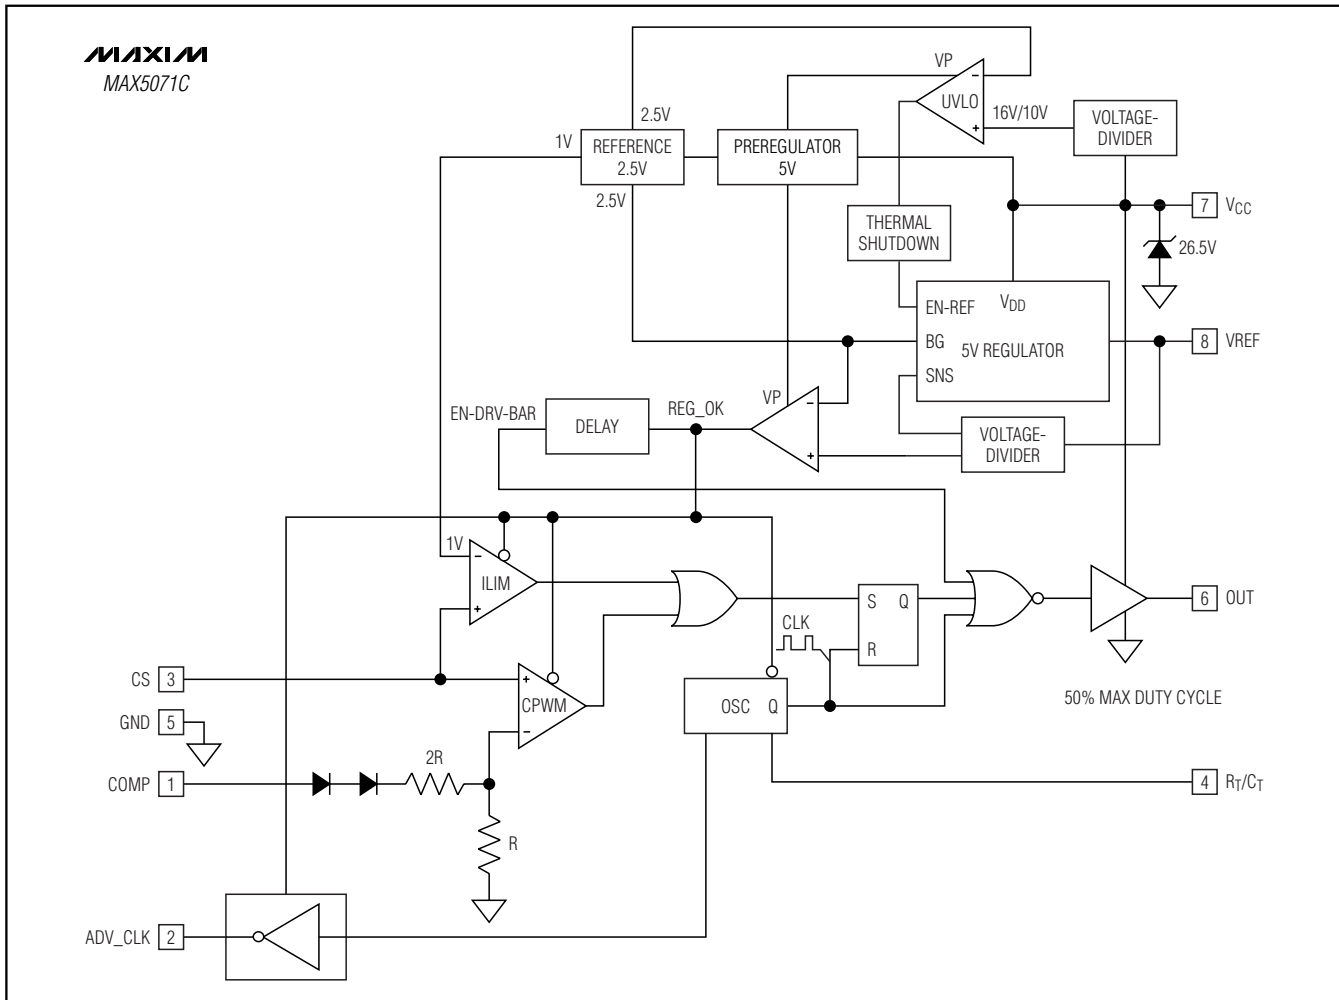 MAXIM
MAX5071C
VP
UVLO
16V/10V
VOLTAGE-
DIVIDER
2.5V
1V
REFERENCE
2.5V
PREREGULATOR
5V
2.5V
7
VCC
THERMAL
SHUTDOWN
26.5V
EN-REF
VDD
BG
5V REGULATOR
SNS
8
VREF
EN-DRV-BAR
DELAY
REG_OK
VP
VOLTAGE-
DIVIDER
1V
ILIM
S
Q
R
CLK
6
OUT
CS
3
CPWM
OSC
Q
50% MAX DUTY CYCLE
GND
5
COMP
1
2R
R
4
RT/CT
ADV_CLK
2